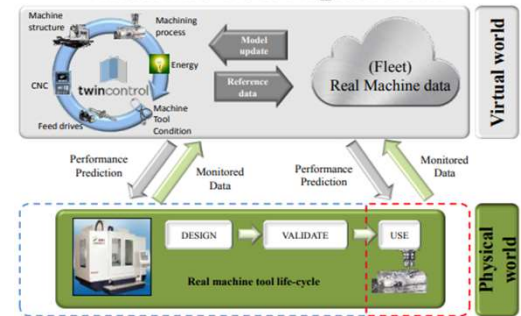 Machine
structure
Machining
process
Energy
Machine
Tool
Condition
Feed drives
CNC
twincontrol
Model
update
Reference
data
(Fleet)
Real Machine data
Virtual world
Performance
Prediction
Monitored
Data
Performance
Prediction
Monitored
Data
DESIGN
VALIDATE
USE
Real machine tool life-cycle
Physical
world